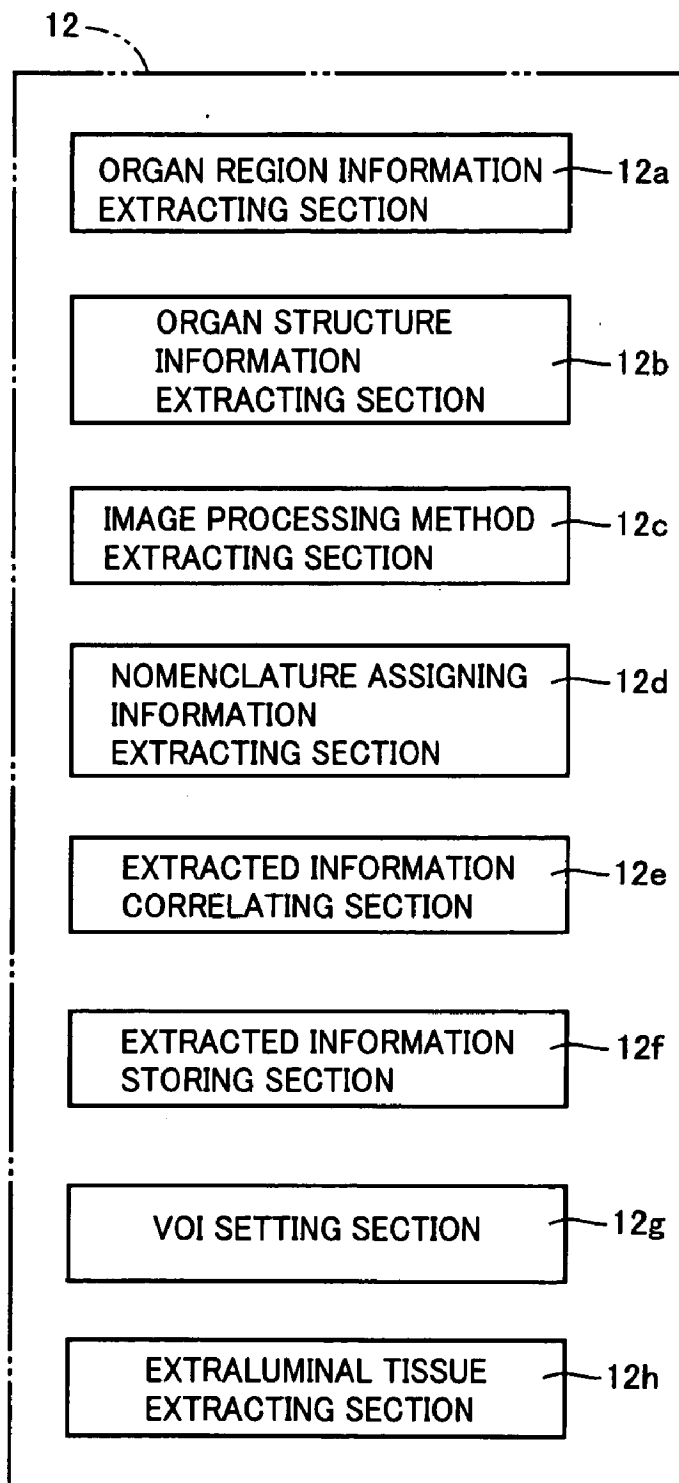 12
ORGAN REGION INFORMATION
EXTRACTING SECTION
12a
ORGAN STRUCTURE
INFORMATION
EXTRACTING SECTION
12b
IMAGE PROCESSING METHOD
EXTRACTING SECTION
12c
NOMENCLATURE ASSIGNING
INFORMATION
EXTRACTING SECTION
12d
EXTRACTED INFORMATION
CORRELATING SECTION
12e
EXTRACTED INFORMATION
STORING SECTION
12f
VOI SETTING SECTION
12g
EXTRALUMINAL TISSUE
EXTRACTING SECTION
12h